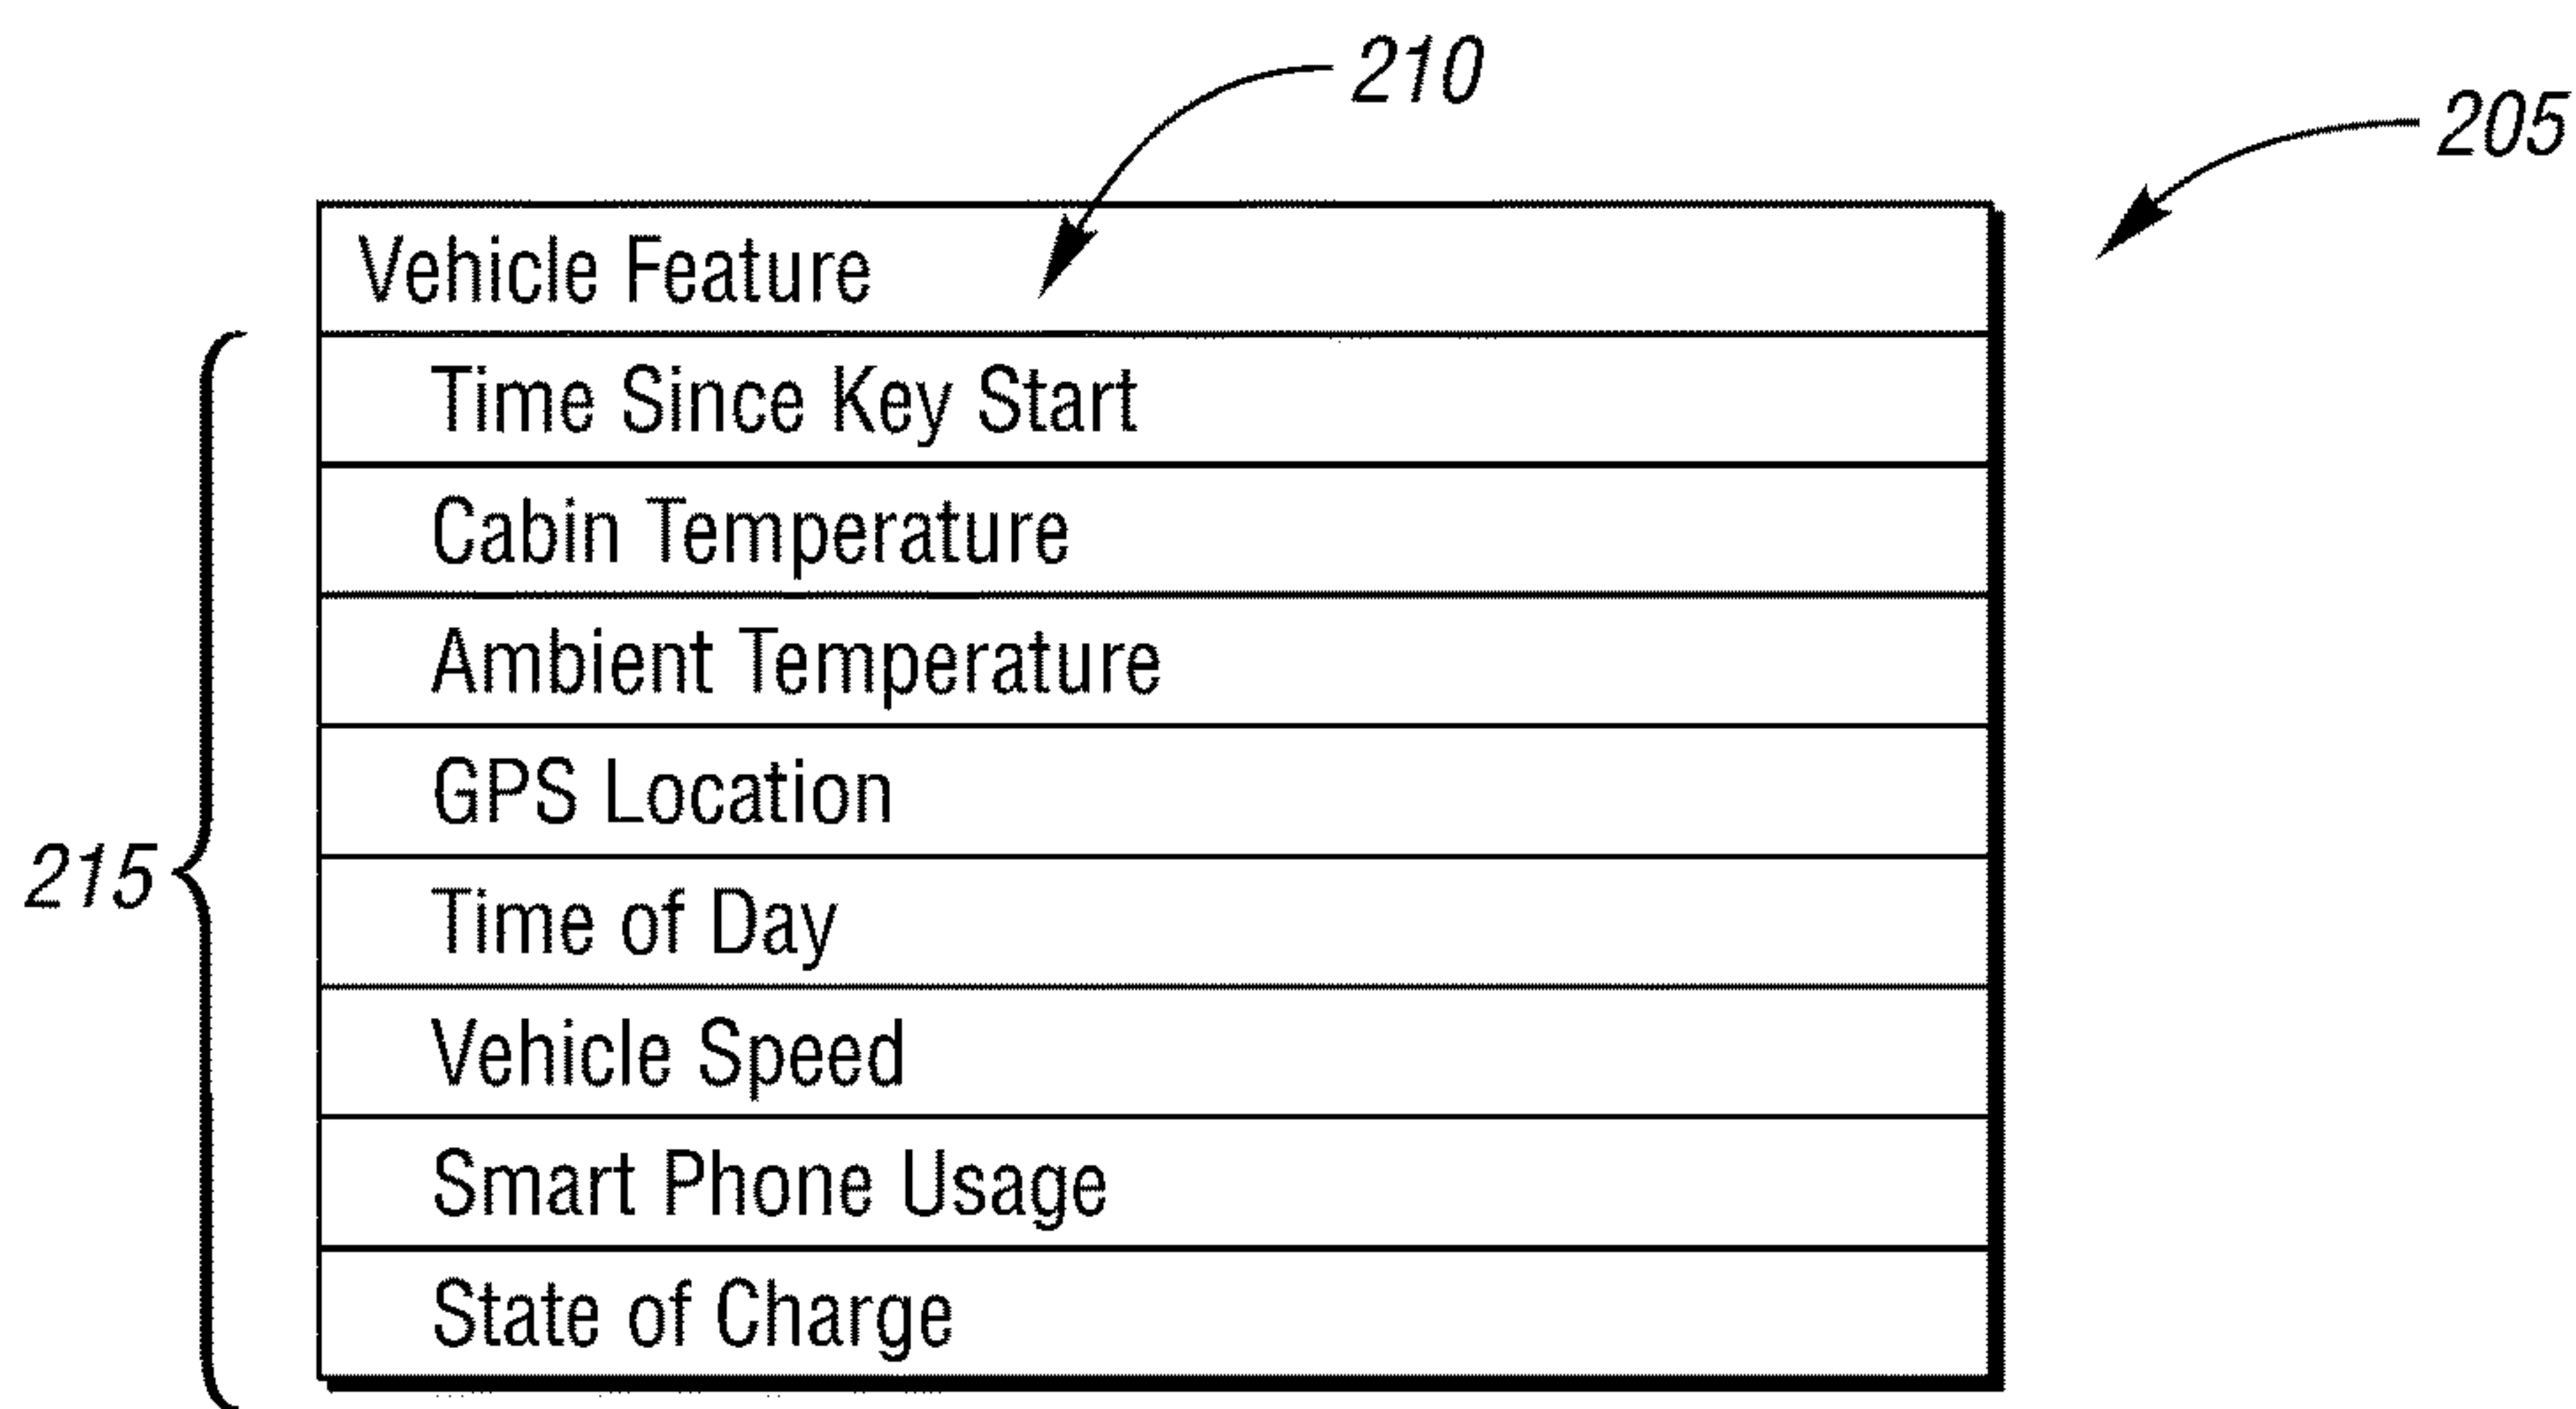 210
205
Vehicle Feature
Time Since Key Start
Cabin Temperature
Ambient Temperature
GPS Location
215
Time of Day
Vehicle Speed
Smart Phone Usage
State of Charge